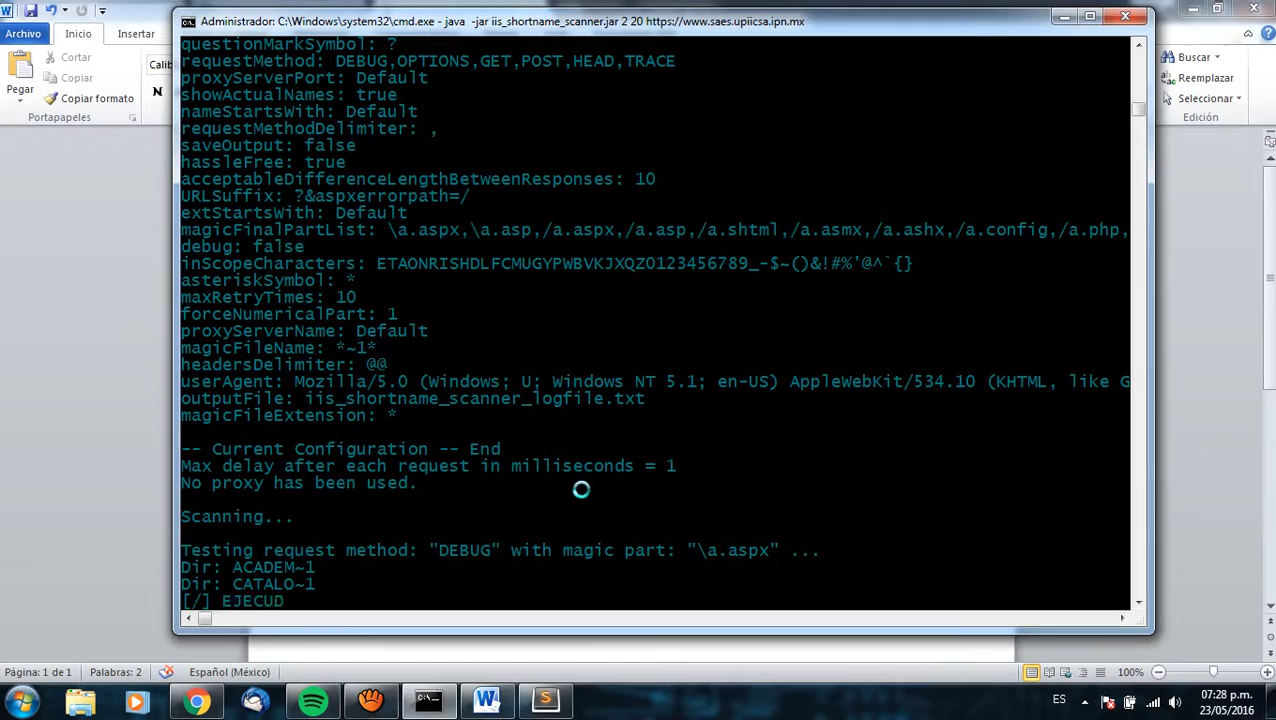 Administrador: C:\Windows\system32\cmd.exe - java -jar iis_shortname_scanner.jar 2 20 https://www.saes.upiicsa.ipn.mx
Archivo
Inicio
Insertar
Cortar
Copiar
Copiar formato
Pegar
Portapapeles
Calib
N
Buscar
Reemplazar
Seleccionar
Edición
questionMarkSymbol: ?
requestMethod: DEBUG,OPTIONS,GET,POST,HEAD,TRACE
proxyServerPort: Default
showActualNames: true
nameStartsWith: Default
requestMethodDelimiter: ,
saveOutput: false
hassleFree: true
acceptableDifferenceLengthBetweenResponses: 10
URLSuffix: ?&aspxerrorpath=/
extStartsWith: Default
magicFinalPartList: \a.aspx,\a.asp,/a.aspx,/a.asp,/a.shtml,/a.asmx,/a.ashx,/a.config,/a.php,
debug: false
inScopeCharacters: ETAONRISHDLFCMUGYPWBVKJXQZ0123456789_-$~()&!#%'@^`{}
asteriskSymbol: *
maxRetryTimes: 10
forceNumericalPart: 1
proxyServerName: Default
magicFileName: *~1*
headersDelimiter: @@
userAgent: Mozilla/5.0 (Windows; U; Windows NT 5.1; en-US) AppleWebKit/534.10 (KHTML, like G
outputFile: iis_shortname_scanner_logfile.txt
magicFileExtension: *
-- Current Configuration -- End
Max delay after each request in milliseconds = 1
No proxy has been used.
Scanning...
Testing request method: "DEBUG" with magic part: "\a.aspx" ...
Dir: ACADEM~1
Dir: CATALO~1
[/] EJECUD
Página: 1 de 1
Palabras: 2
Español (México)
100%
ES
07:28 p.m.
23/05/2016